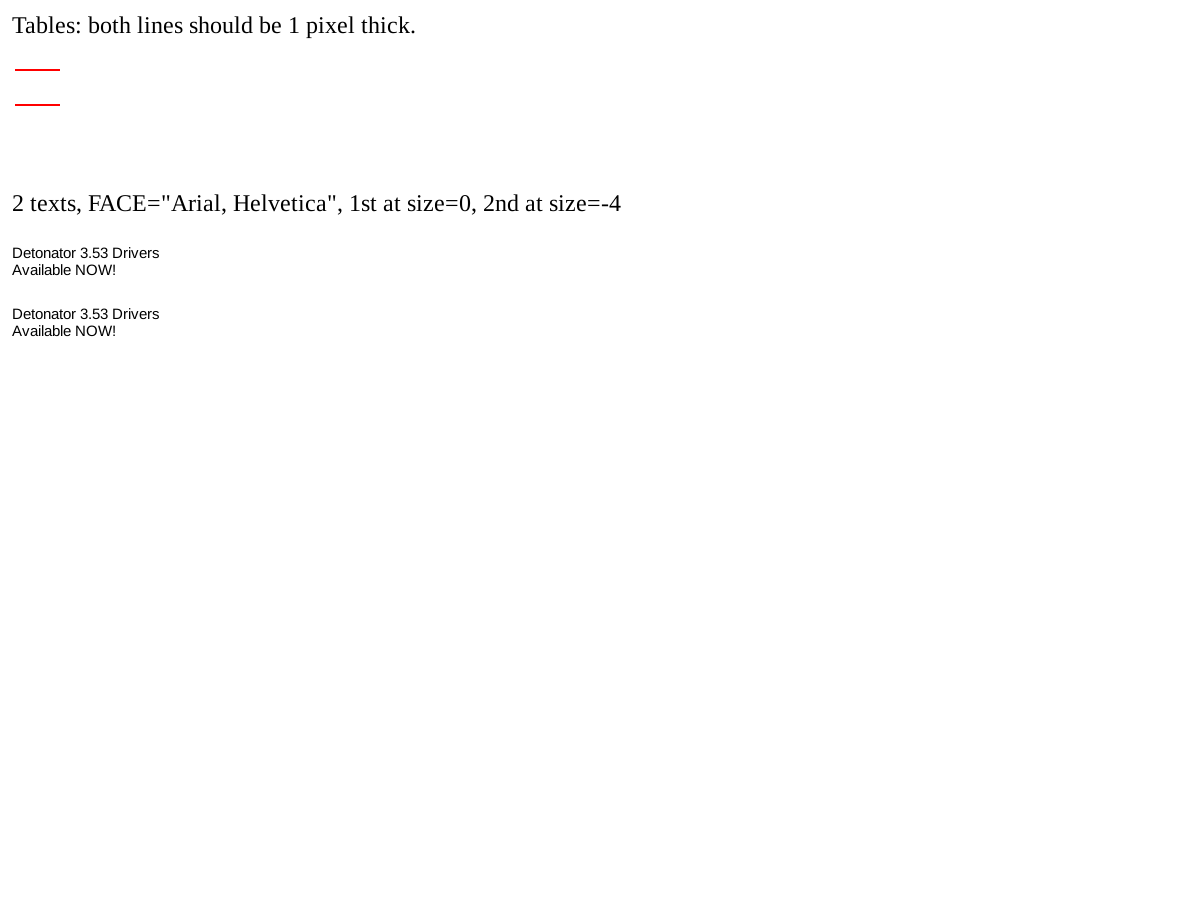 Tables: both lines should be 1 pixel thick.
2 texts, FACE="Arial, Helvetica", 1st at size=0, 2nd at size=-4
Detonator 3.53 Drivers
Available NOW!
Detonator 3.53 Drivers
Available NOW!